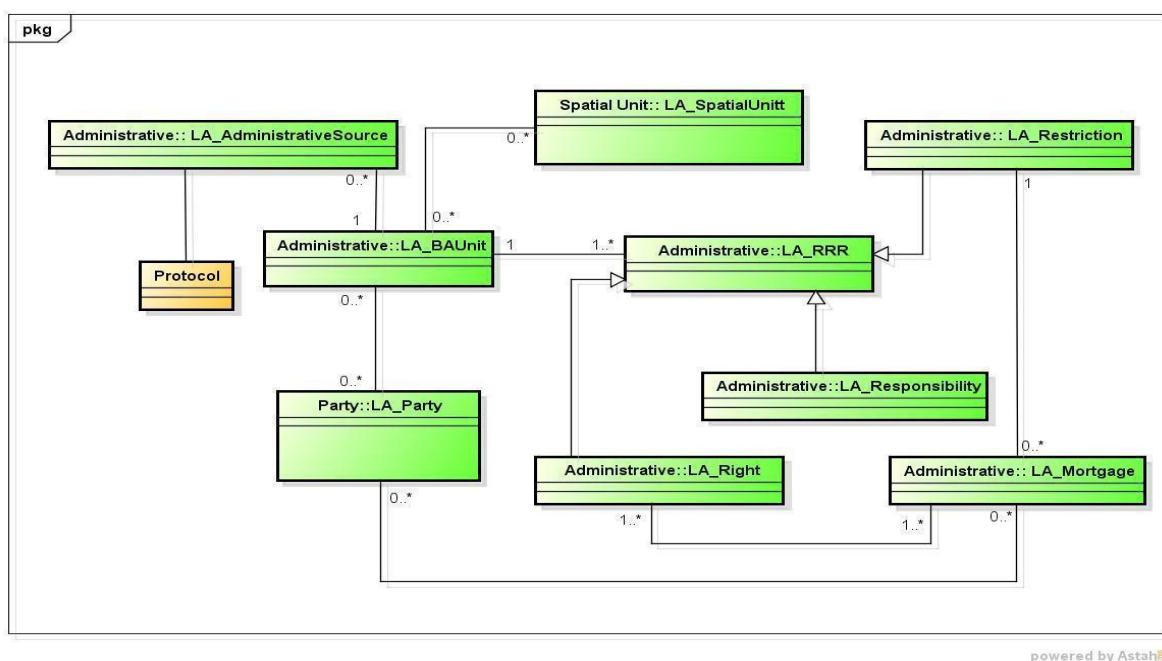 pkg
Spatial Unit:: LA_SpatialUnitt
Administrative:: LA_AdministrativeSource
Administrative:: LA_Restriction
0..*
0..*
1
1
0..*
Administrative::LA_BAUnit
1
1..*
Administrative::LA_RRR
Protocol
0..*
0..*
Administrative::LA_Responsibility
Party::LA_Party
0..*
Administrative::LA_Right
Administrative:: LA_Mortgage
0..*
1..*
1..*
0..*
powered by Astah